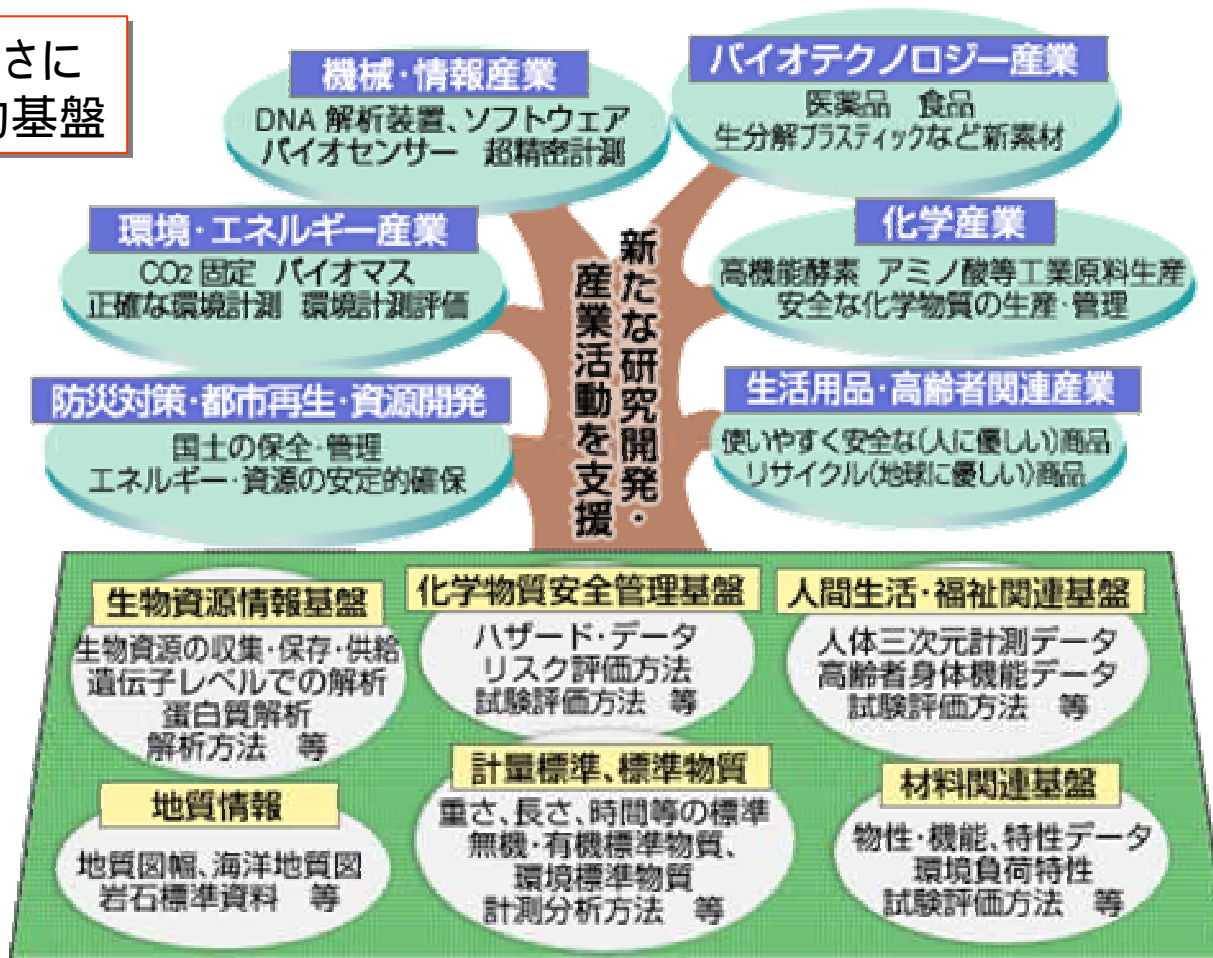 さに
的基盤
機械・情報産業
DNA 解析装置、ソフトウェア
バイオセンサー 超精密計測
バイオテクノロジー産業
医薬品 食品
生分解プラスティックなど新素材
環境・エネルギー産業
CO2 固定 バイオマス
正確な環境計測 環境計測評価
化学産業
高機能酵素 アミノ酸等工業原料生産
安全な化学物質の生産・管理
防災対策・都市再生・資源開発
国土の保全・管理
エネルギー・資源の安定的確保
生活用品・高齢者関連産業
使いやすく安全な(人に優しい)商品
リサイクル(地球に優しい)商品
新たな研究開発・
産業活動を支援
生物資源情報基盤
生物資源の収集・保存・供給
遺伝子レベルでの解析
蛋白質解析
解析方法 等
化学物質安全管理基盤
ハザード・データ
リスク評価方法
試験評価方法 等
人間生活・福祉関連基盤
人体三次元計測データ
高齢者身体機能データ
試験評価方法 等
地質情報
地質図幅、海洋地質図
岩石標準資料 等
計量標準、標準物質
重さ、長さ、時間等の標準
無機・有機標準物質、
環境標準物質
計測分析方法 等
材料関連基盤
物性・機能、特性データ
環境負荷特性
試験評価方法 等